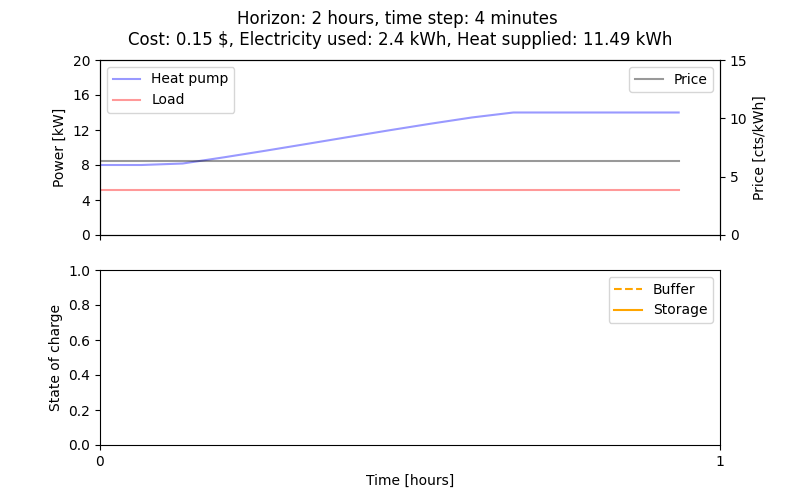 Horizon: 2 hours, time step: 4 minutes
Cost: 0.15 $, Electricity used: 2.4 kWh, Heat supplied: 11.49 kWh
20
16
12
8
4
0
Power [kW]
Heat pump
Load
Price
15
10
5
0
Price [cts/kWh]
1.0
0.8
0.6
0.4
0.2
0.0
State of charge
Buffer
Storage
0
1
Time [hours]